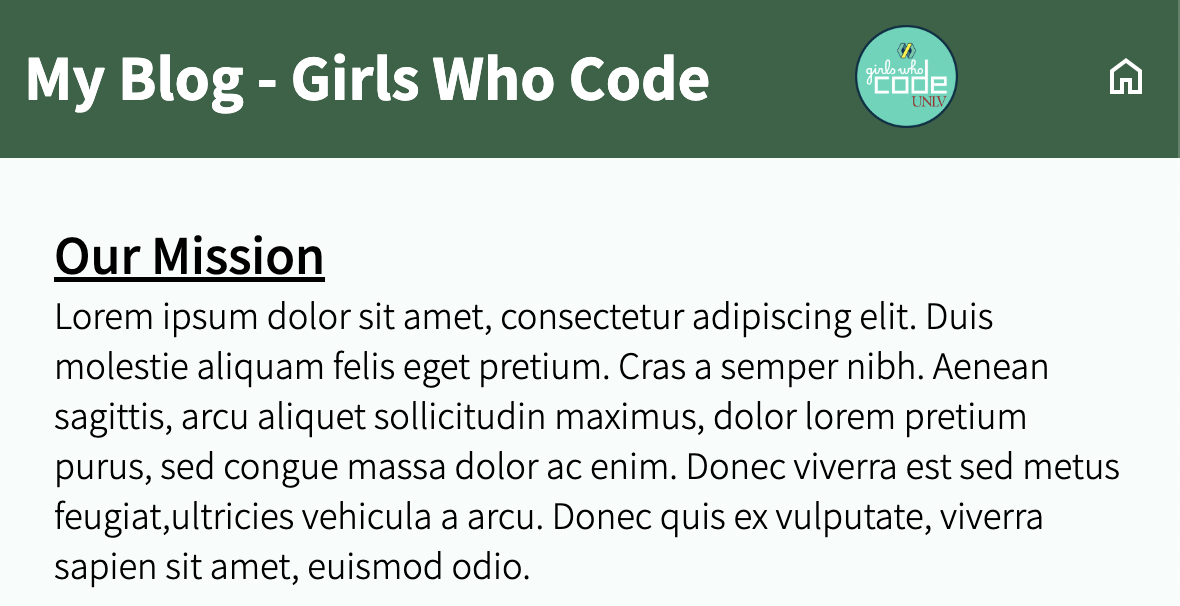 My Blog - Girls Who Code
girls who
code
UNLV
Our Mission
Lorem ipsum dolor sit amet, consectetur adipiscing elit. Duis
molestie aliquam felis eget pretium. Cras a semper nibh. Aenean
sagittis, arcu aliquet sollicitudin maximus, dolor lorem pretium
purus, sed congue massa dolor ac enim. Donec viverra est sed metus
feugiat,ultricies vehicula a arcu. Donec quis ex vulputate, viverra
sapien sit amet, euismod odio.